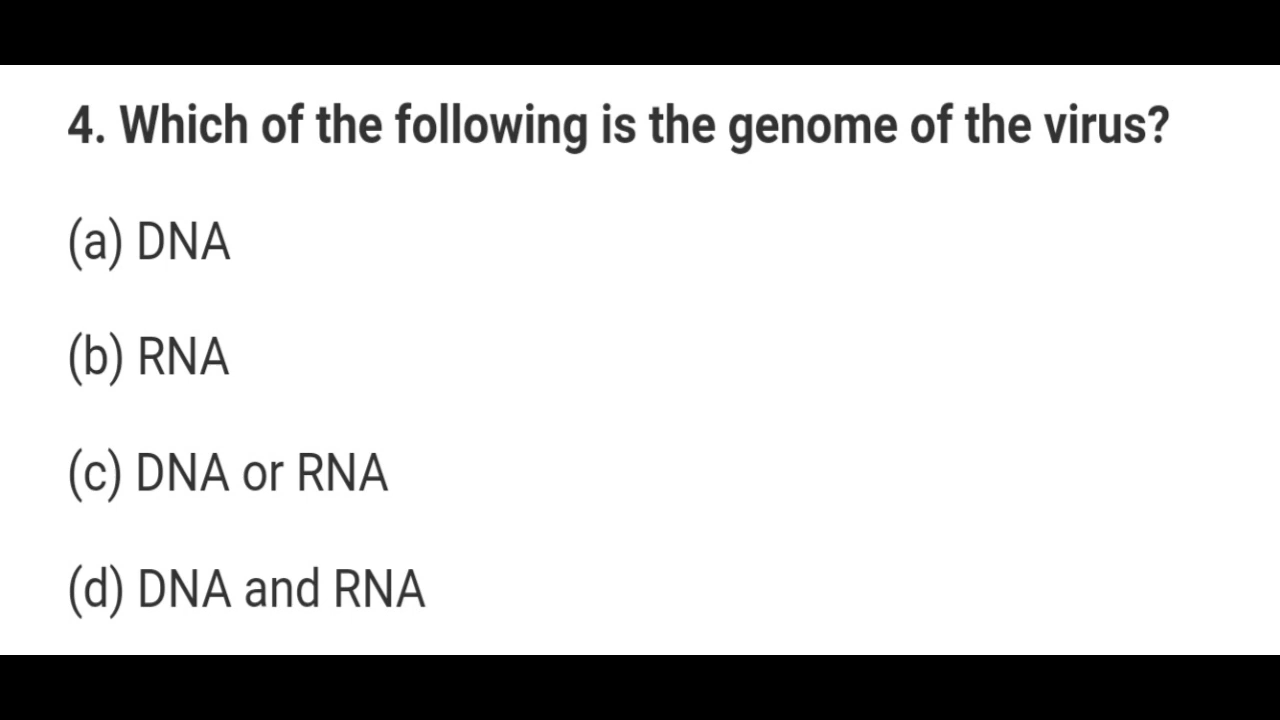 4. Which of the following is the genome of the virus?
(a) DNA
(b) RNA
(c) DNA or RNA
(d) DNA and RNA